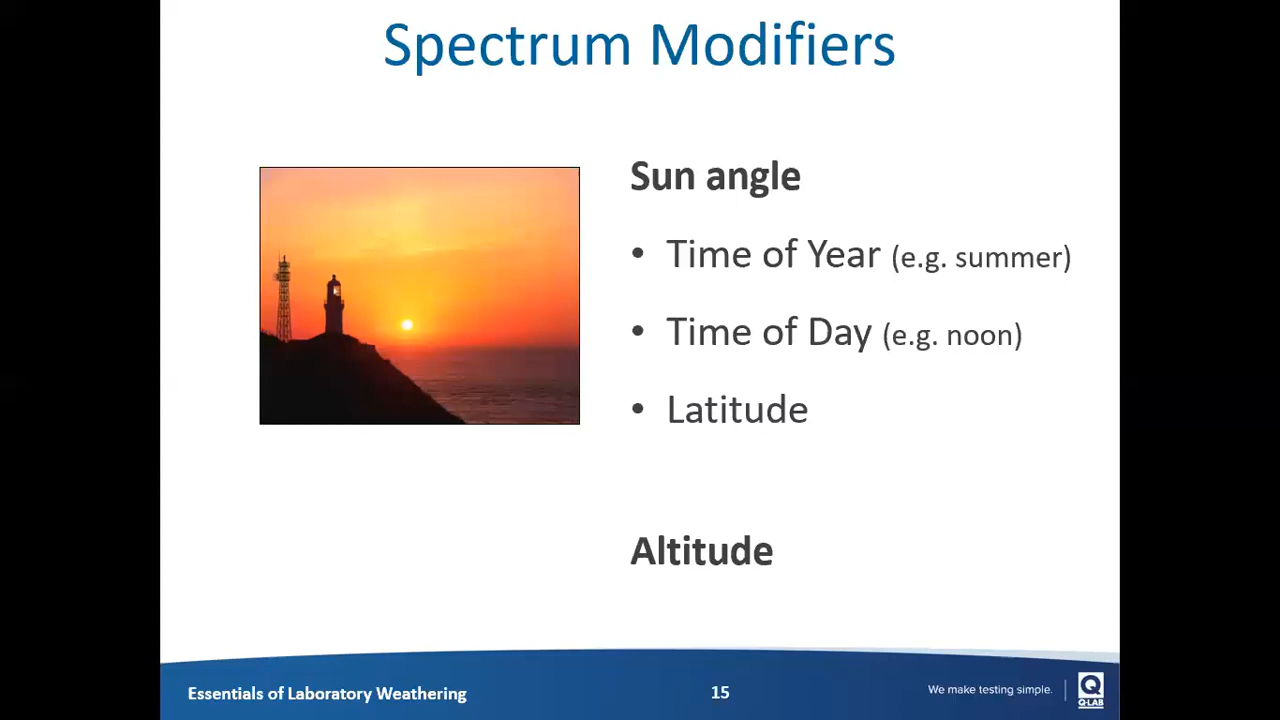 Spectrum Modifiers
Sun angle
• Time of Year (e.g. summer)
• Time of Day (e.g. noon)
• Latitude
Altitude
Essentials of Laboratory Weathering
15
We make testing simple.
Q-LAB